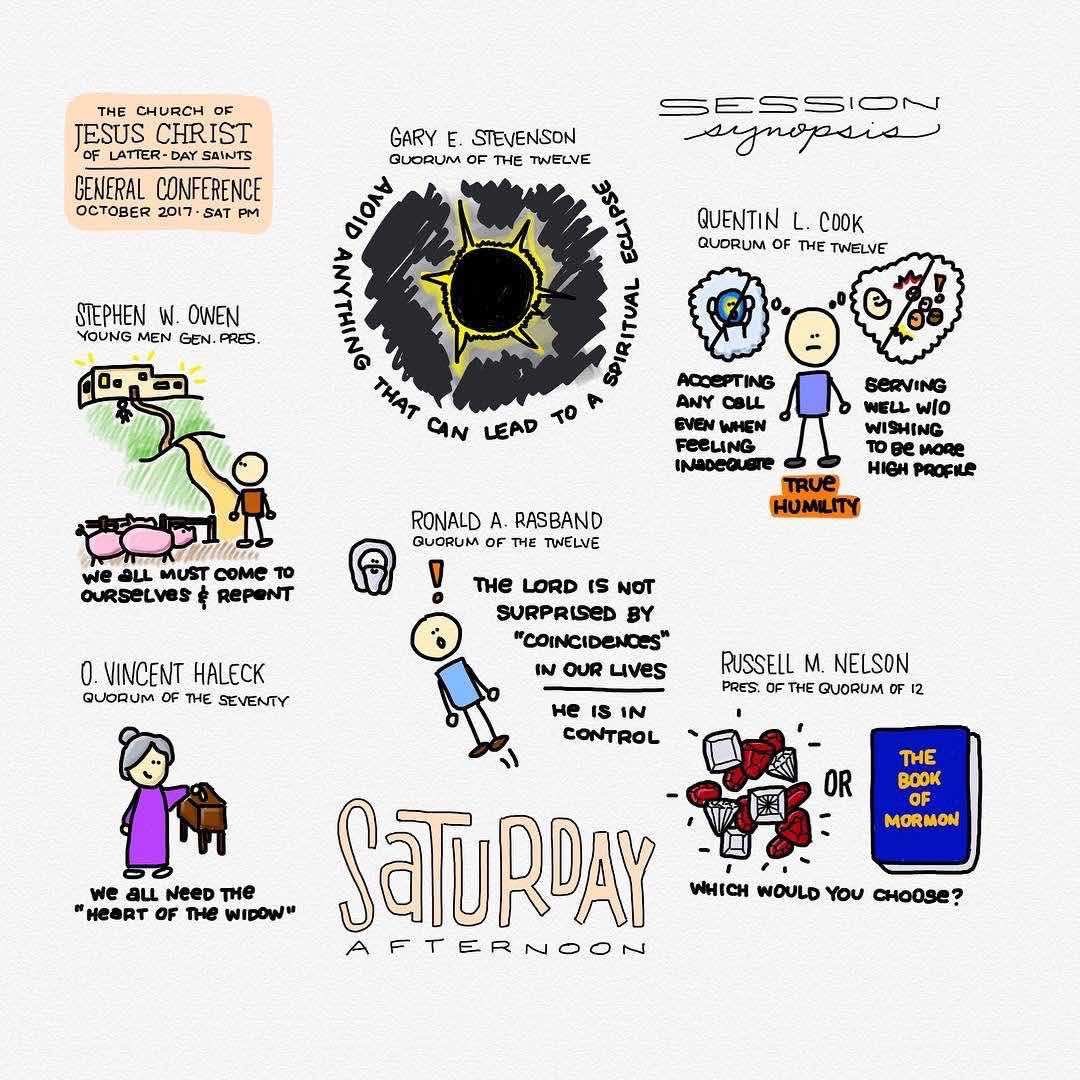 THE CHURCH OF
JESUS CHRIST
OF LATTER-DAY SAINTS
GENERAL CONFERENCE
OCTOBER 2017 · SAT PM
SESSION
synopsis
GARY E. STEVENSON
QUORUM OF THE TWELVE
AVOID ANYTHING THAT CAN LEAD TO A SPIRITUAL ECLIPSE
QUENTIN L. COOK
QUORUM OF THE TWELVE
ACCEPTING
ANY CALL
EVEN WHEN
FEELING
INADEQUATE
SERVING
WELL W/O
WISHING
TO BE MORE
HIGH PROFILE
TRUE
HUMILITY
STEPHEN W. OWEN
YOUNG MEN GEN. PRES.
WE ALL MUST COME TO
OURSELVES & REPENT
RONALD A. RASBAND
QUORUM OF THE TWELVE
!
THE LORD IS NOT
SURPRISED BY
"COINCIDENCES"
IN OUR LIVES
HE IS IN
CONTROL
O. VINCENT HALECK
QUORUM OF THE SEVENTY
WE ALL NEED THE
"HEART OF THE WIDOW"
RUSSELL M. NELSON
PRES. OF THE QUORUM OF 12
OR
THE
BOOK
OF
MORMON
WHICH WOULD YOU CHOOSE?
SATURDAY
AFTERNOON